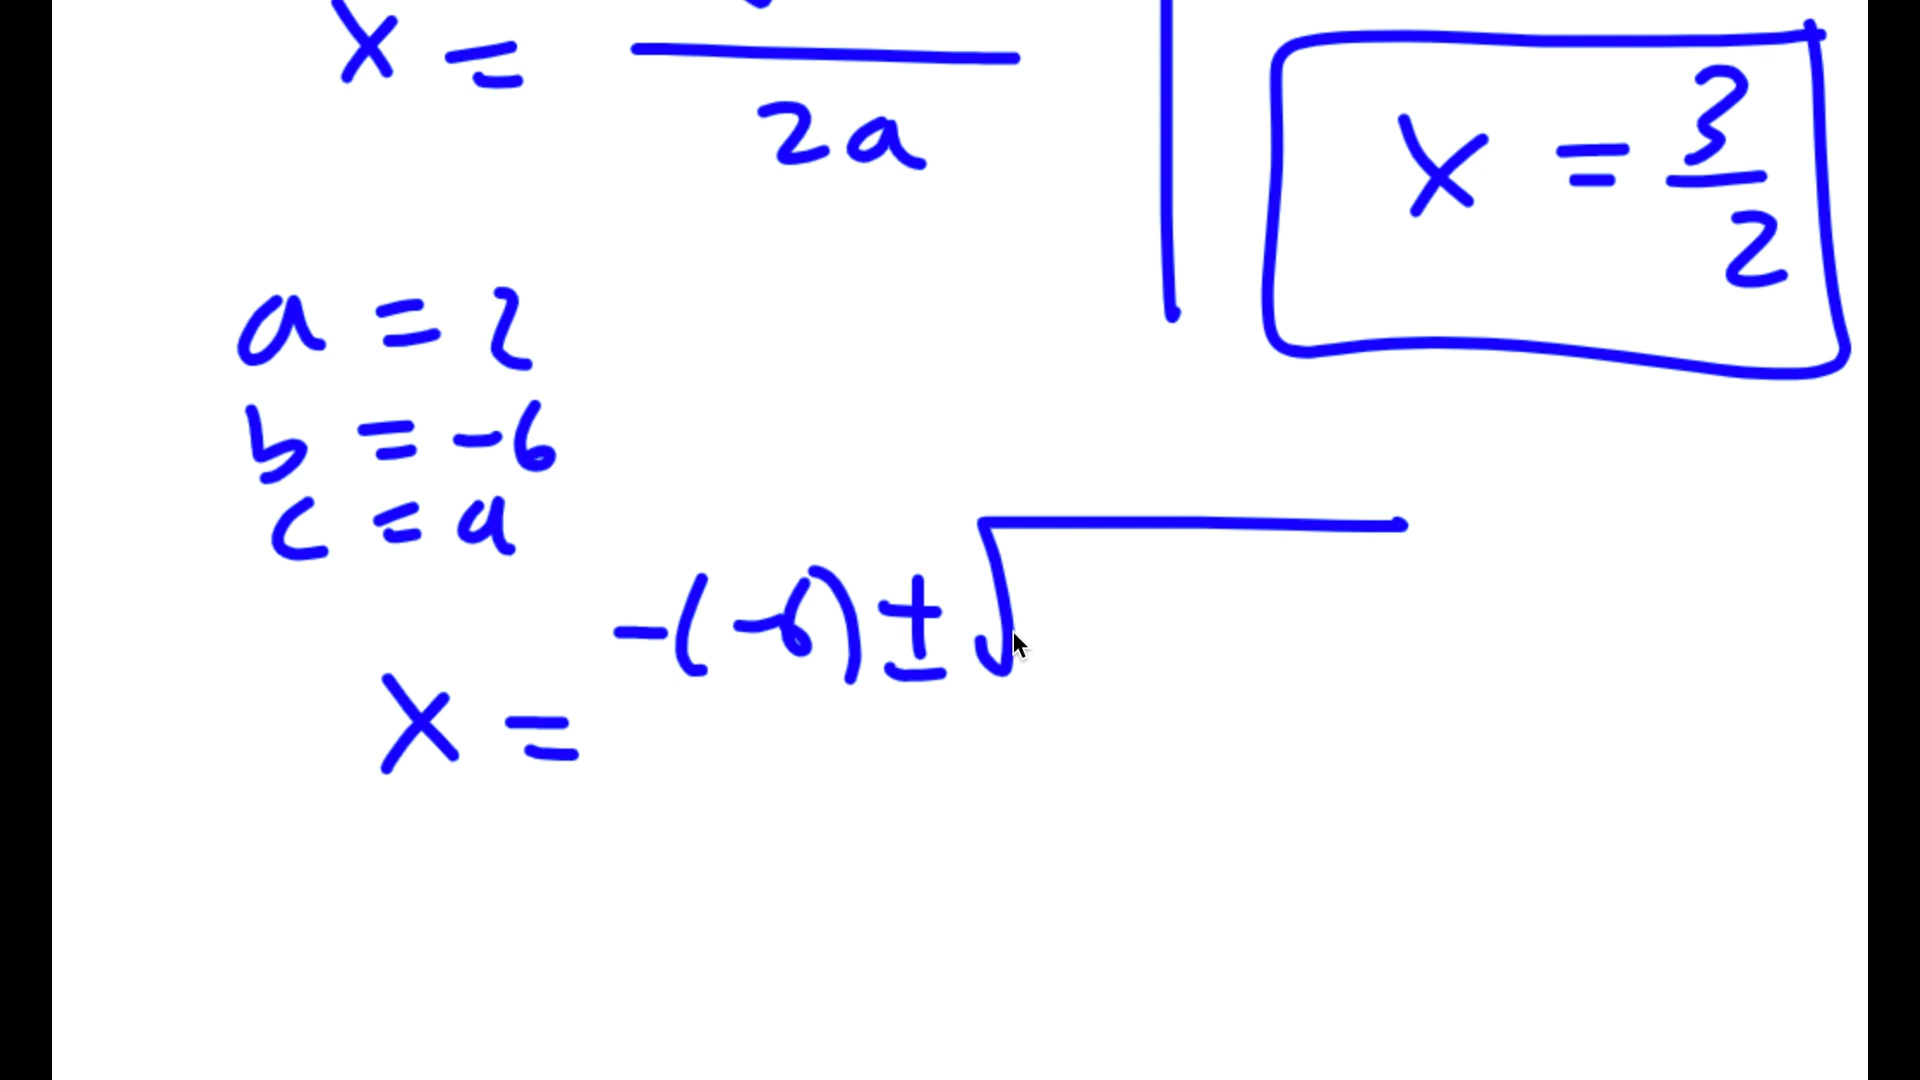 x =
2a
x = 3/2
a = 2
b = -6
c = a
x = -(-6) ± √